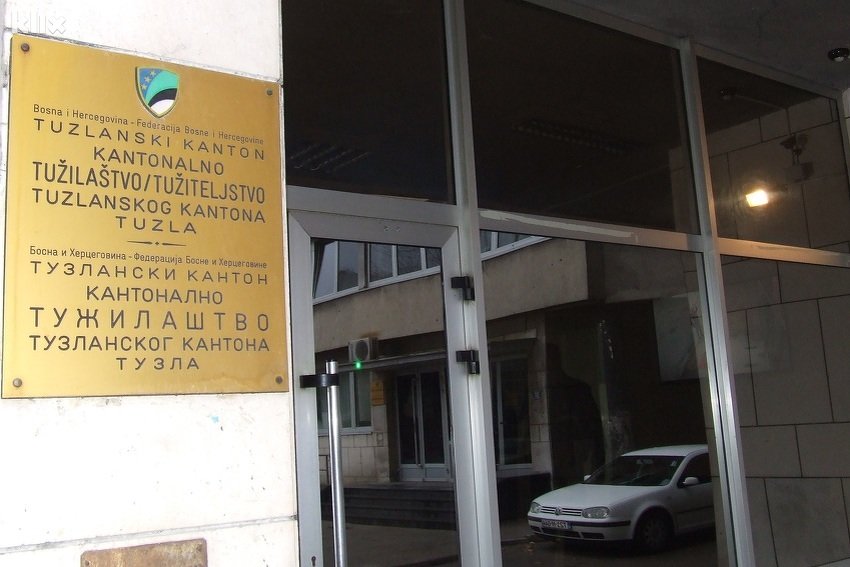 klix
Bosna i Hercegovina - Federacija Bosne i Hercegovine
TUZLANSKI KANTON
KANTONALNO
TUŽILAŠTVO/TUŽITELJSTVO
TUZLANSKOG KANTONA
TUZLA
Босна и Херцеговина - Федерација Босне и Херцеговине
ТУЗЛАНСКИ КАНТОН
КАНТОНАЛНО
ТУЖИЛАШТВО
ТУЗЛАНСКОГ КАНТОНА
ТУЗЛА